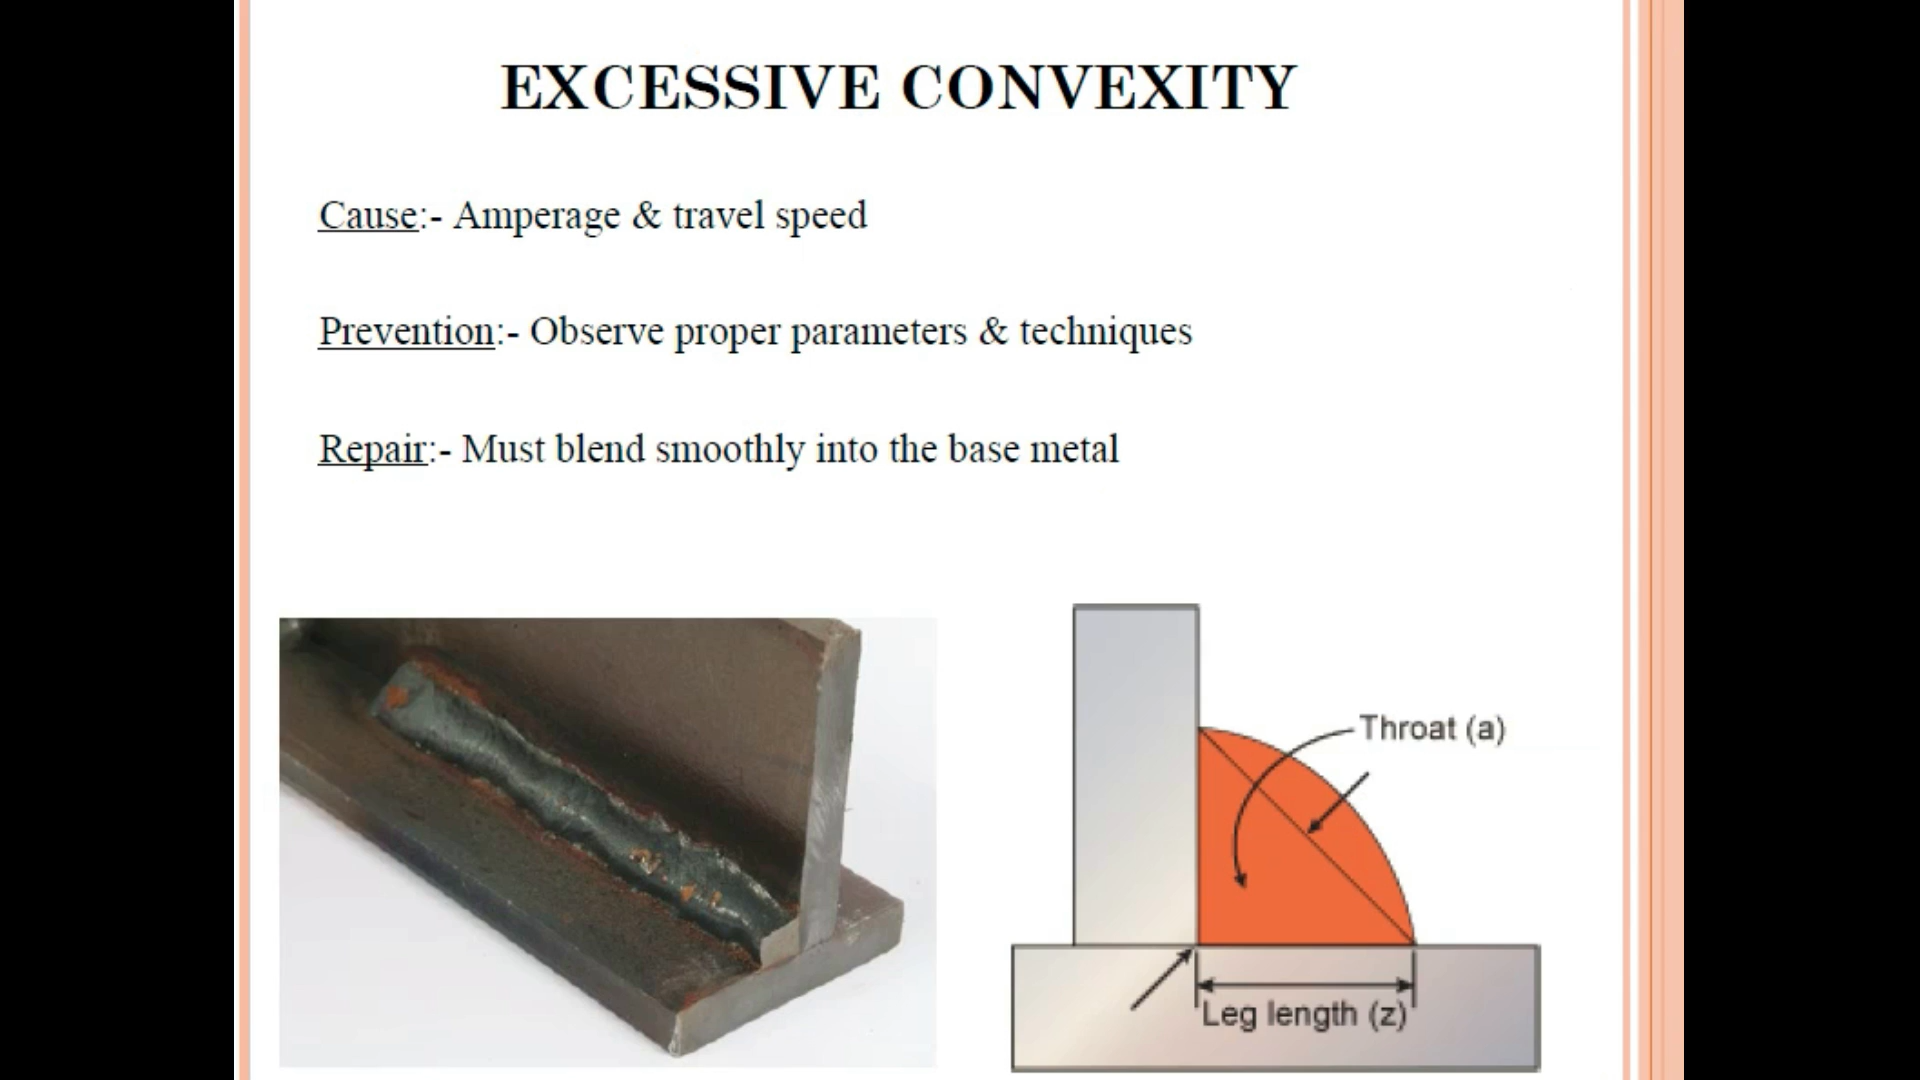 EXCESSIVE CONVEXITY
Cause:- Amperage & travel speed
Prevention:- Observe proper parameters & techniques
Repair:- Must blend smoothly into the base metal
Throat (a)
Leg length (z)